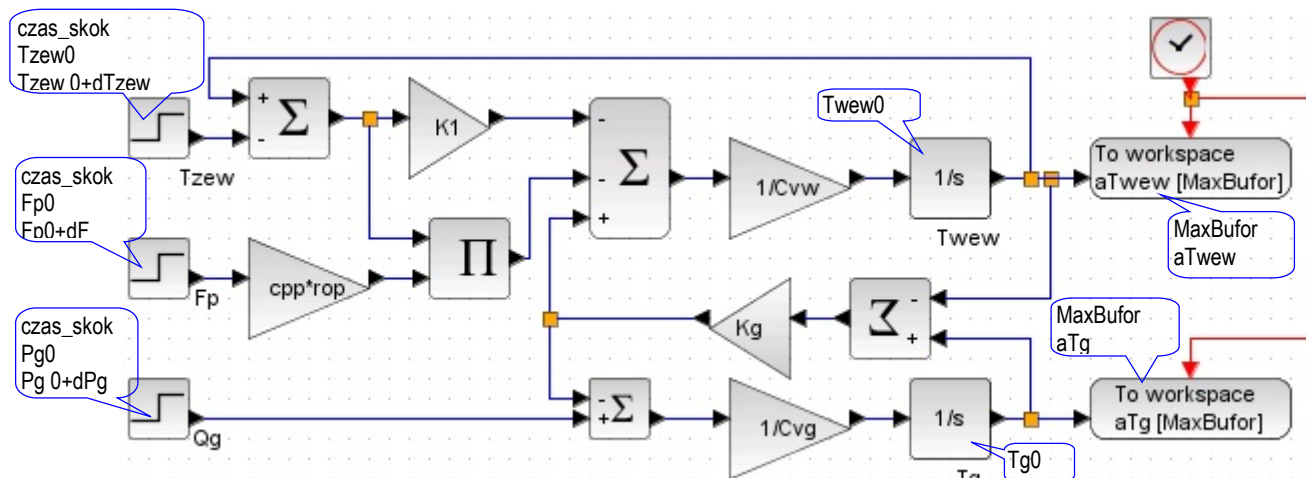 czas_skok
Tzew0
Tzew 0+dTzew
+
-
Σ
Tzew
K1
-
-
+
Σ
1/Cvw
Twew0
1/s
Twew
To workspace
aTwew [MaxBufor]
MaxBufor
aTwew
czas_skok
Fp0
Fp0+dF
Fp
cpp*rop
Π
Kg
Σ
-
+
MaxBufor
aTg
czas_skok
Pg0
Pg 0+dPg
Qg
-
+
Σ
1/Cvg
1/s
Tg
Tg0
To workspace
aTg [MaxBufor]